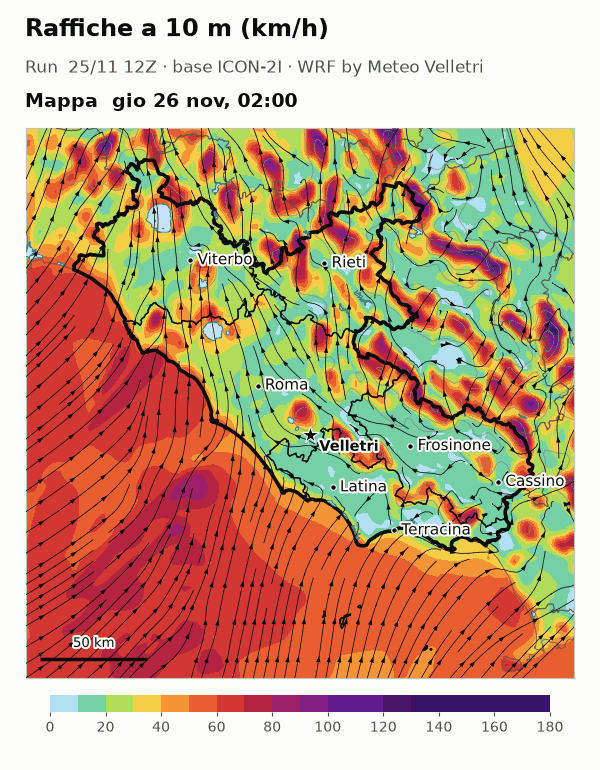 Raffiche a 10 m (km/h)
Run  25/11 12Z · base ICON-2I · WRF by Meteo Velletri
Mappa  gio 26 nov, 02:00
Viterbo
Rieti
Roma
Velletri
Frosinone
Latina
Cassino
Terracina
50 km
0 20 40 60 80 100 120 140 160 180